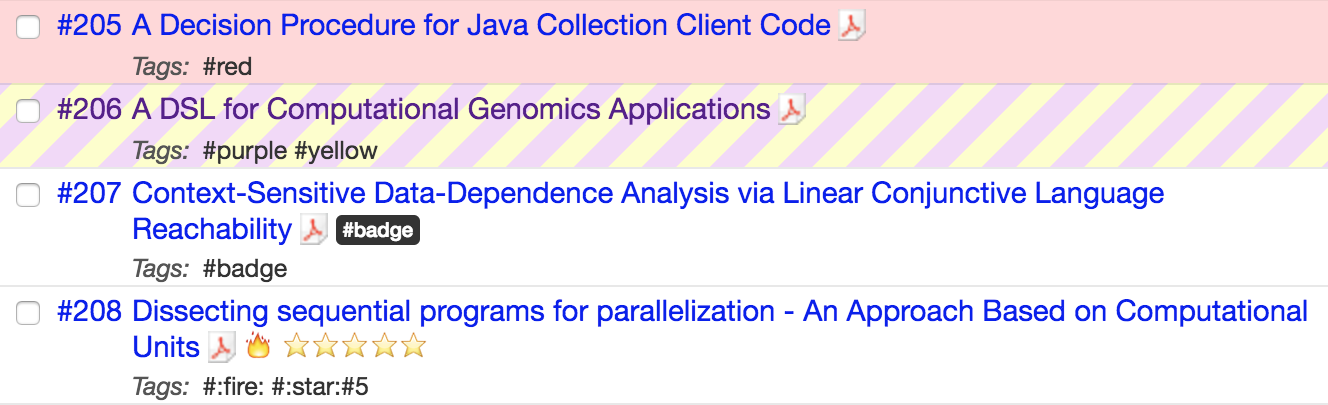 #205 A Decision Procedure for Java Collection Client Code
Tags: #red
#206 A DSL for Computational Genomics Applications
Tags: #purple #yellow
#207 Context-Sensitive Data-Dependence Analysis via Linear Conjunctive Language
Reachability #badge
Tags: #badge
#208 Dissecting sequential programs for parallelization - An Approach Based on Computational
Units
Tags: #:fire: #:star:#5